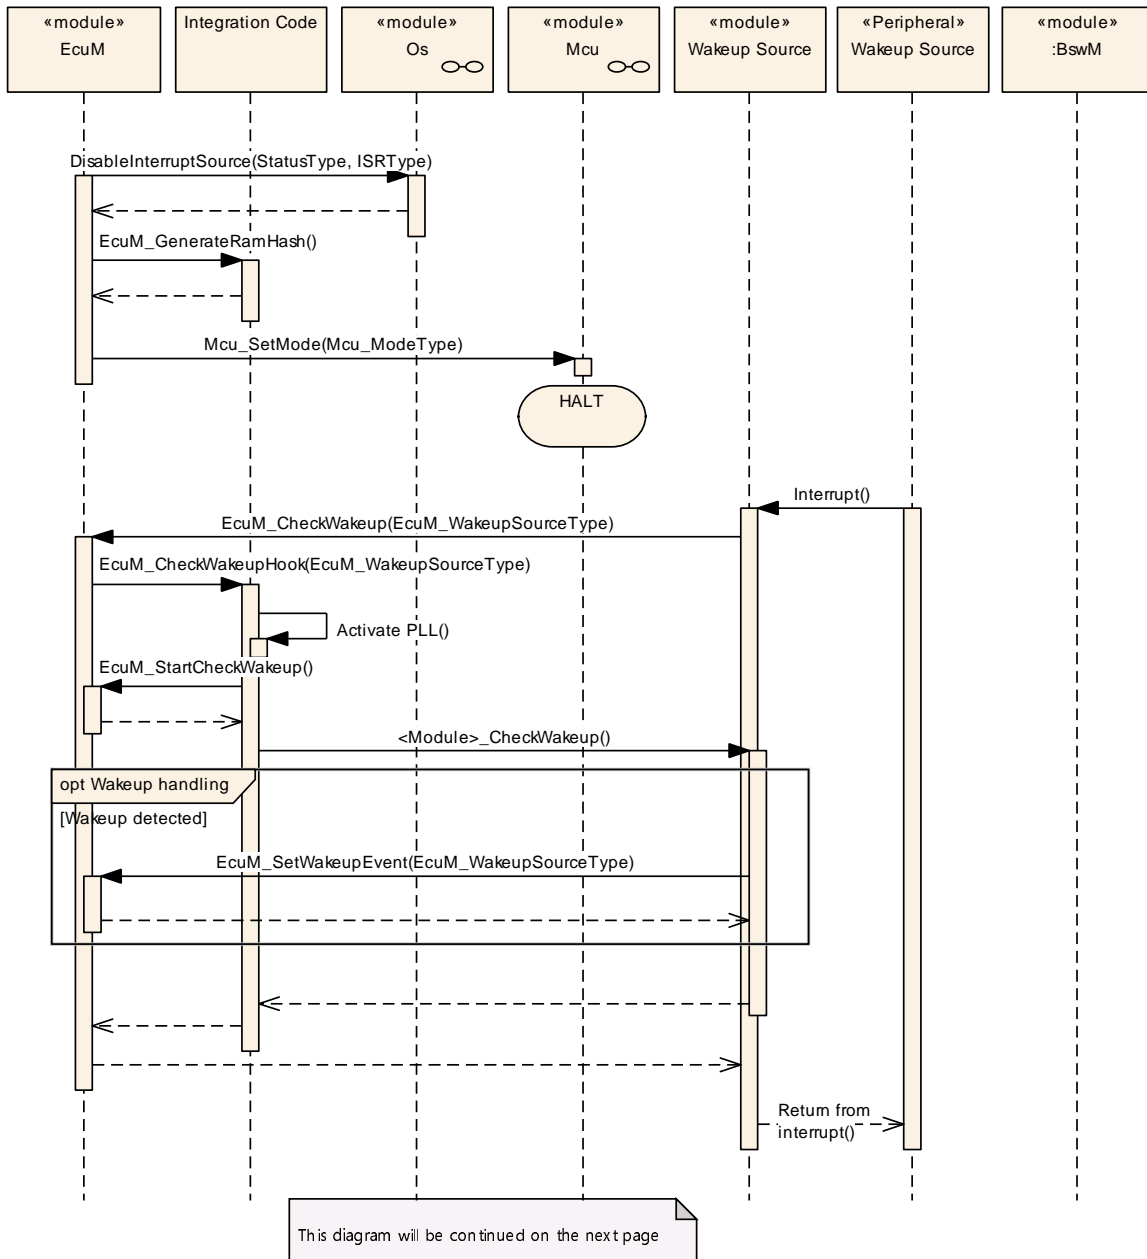 «module»
EcuM
Integration Code
«module»
Os
«module»
Mcu
«module»
Wakeup Source
«Peripheral»
Wakeup Source
«module»
:BswM
DisableInterruptSource(StatusType, ISRType)
EcuM_GenerateRamHash()
Mcu_SetMode(Mcu_ModeType)
HALT
Interrupt()
EcuM_CheckWakeup(EcuM_WakeupSourceType)
EcuM_CheckWakeupHook(EcuM_WakeupSourceType)
Activate PLL()
EcuM_StartCheckWakeup()
<Module>_CheckWakeup()
opt Wakeup handling
[Wakeup detected]
EcuM_SetWakeupEvent(EcuM_WakeupSourceType)
Return from
interrupt()
This diagram will be continued on the next page